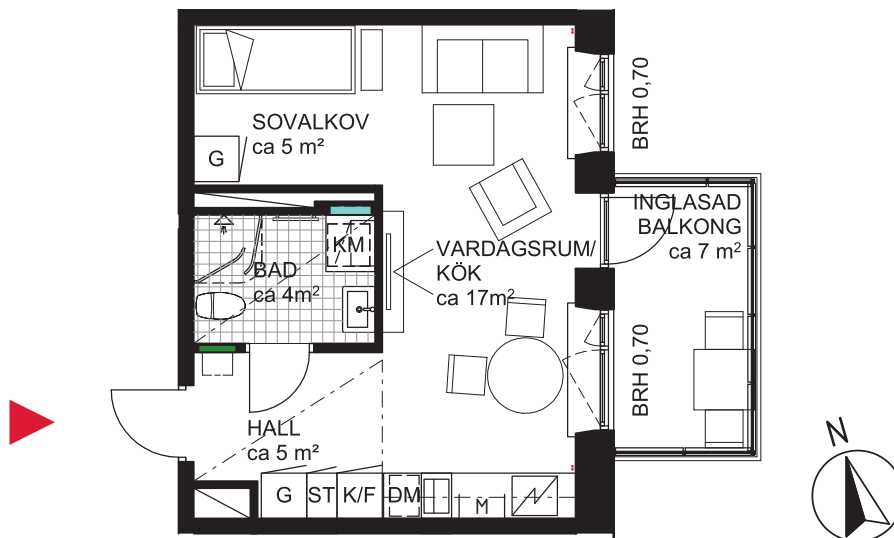 SOVALKOV
ca 5 m²
G
BRH 0,70
INGLASAD
BALKONG
ca 7 m²
KM
BAD
ca 4m²
VARDAGSRUM/
KÖK
ca 17m²
BRH 0,70
HALL
ca 5 m²
G
ST
K/F
DM
M
N